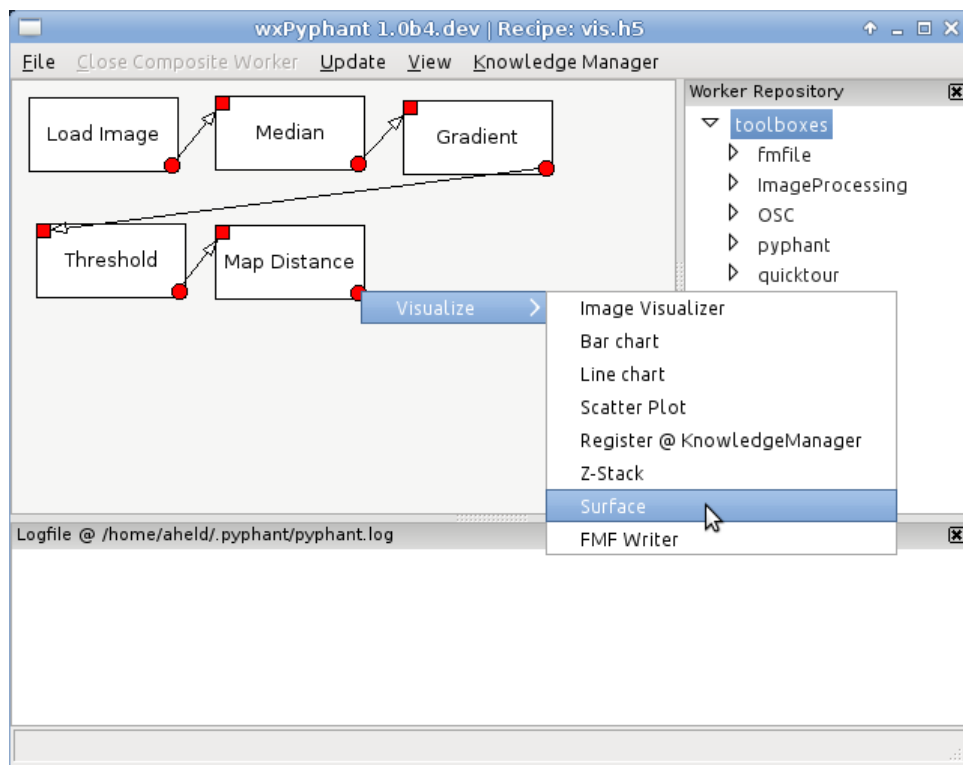 wxPyphant 1.0b4.dev | Recipe: vis.h5
File Close Composite Worker Update View Knowledge Manager
Worker Repository
Load Image
Median
Gradient
Threshold
Map Distance
toolboxes
fmfile
ImageProcessing
OSC
pyphant
quicktour
Visualize
Image Visualizer
Bar chart
Line chart
Scatter Plot
Register @ KnowledgeManager
Z-Stack
Surface
FMF Writer
Logfile @ /home/aheld/.pyphant/pyphant.log